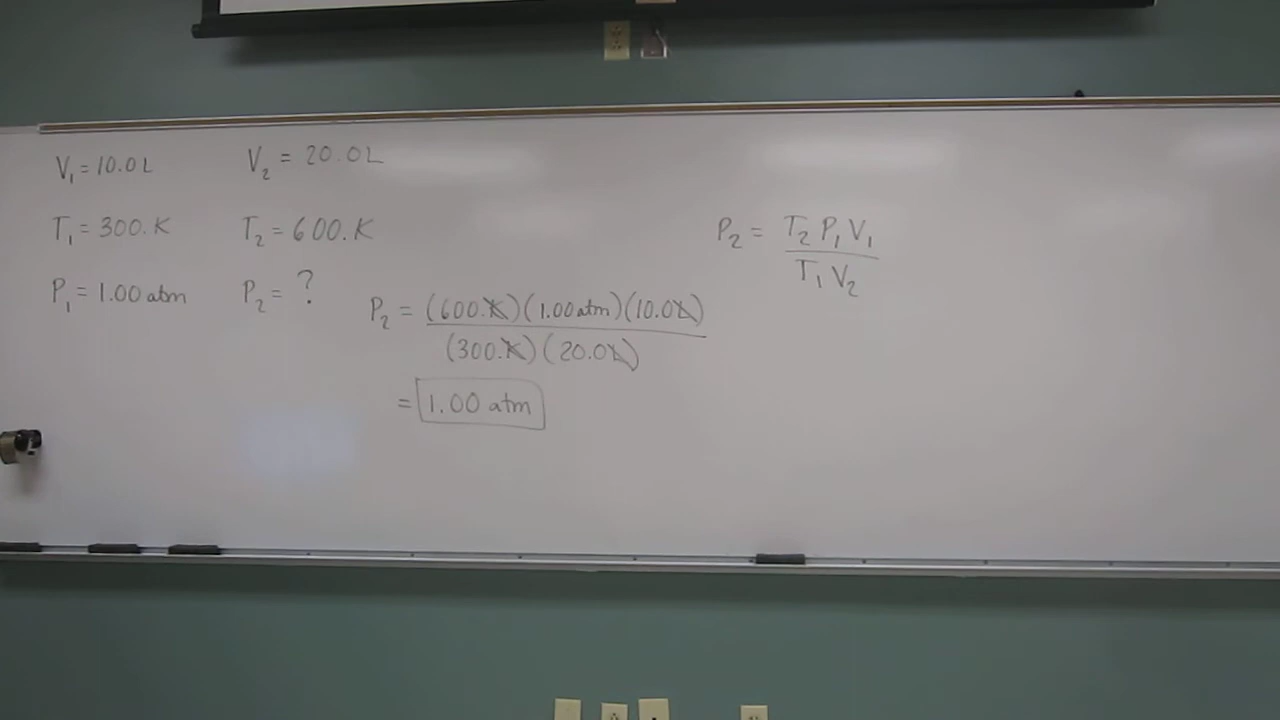 V₁ = 10.0 L V₂ = 20.0 L
T₁ = 300. K T₂ = 600. K
P₁ = 1.00 atm P₂ = ?
P₂ = (600. K)(1.00 atm)(10.0 L)
(300. K)(20.0 L)
= 1.00 atm
P₂ = T₂ P₁ V₁
T₁ V₂